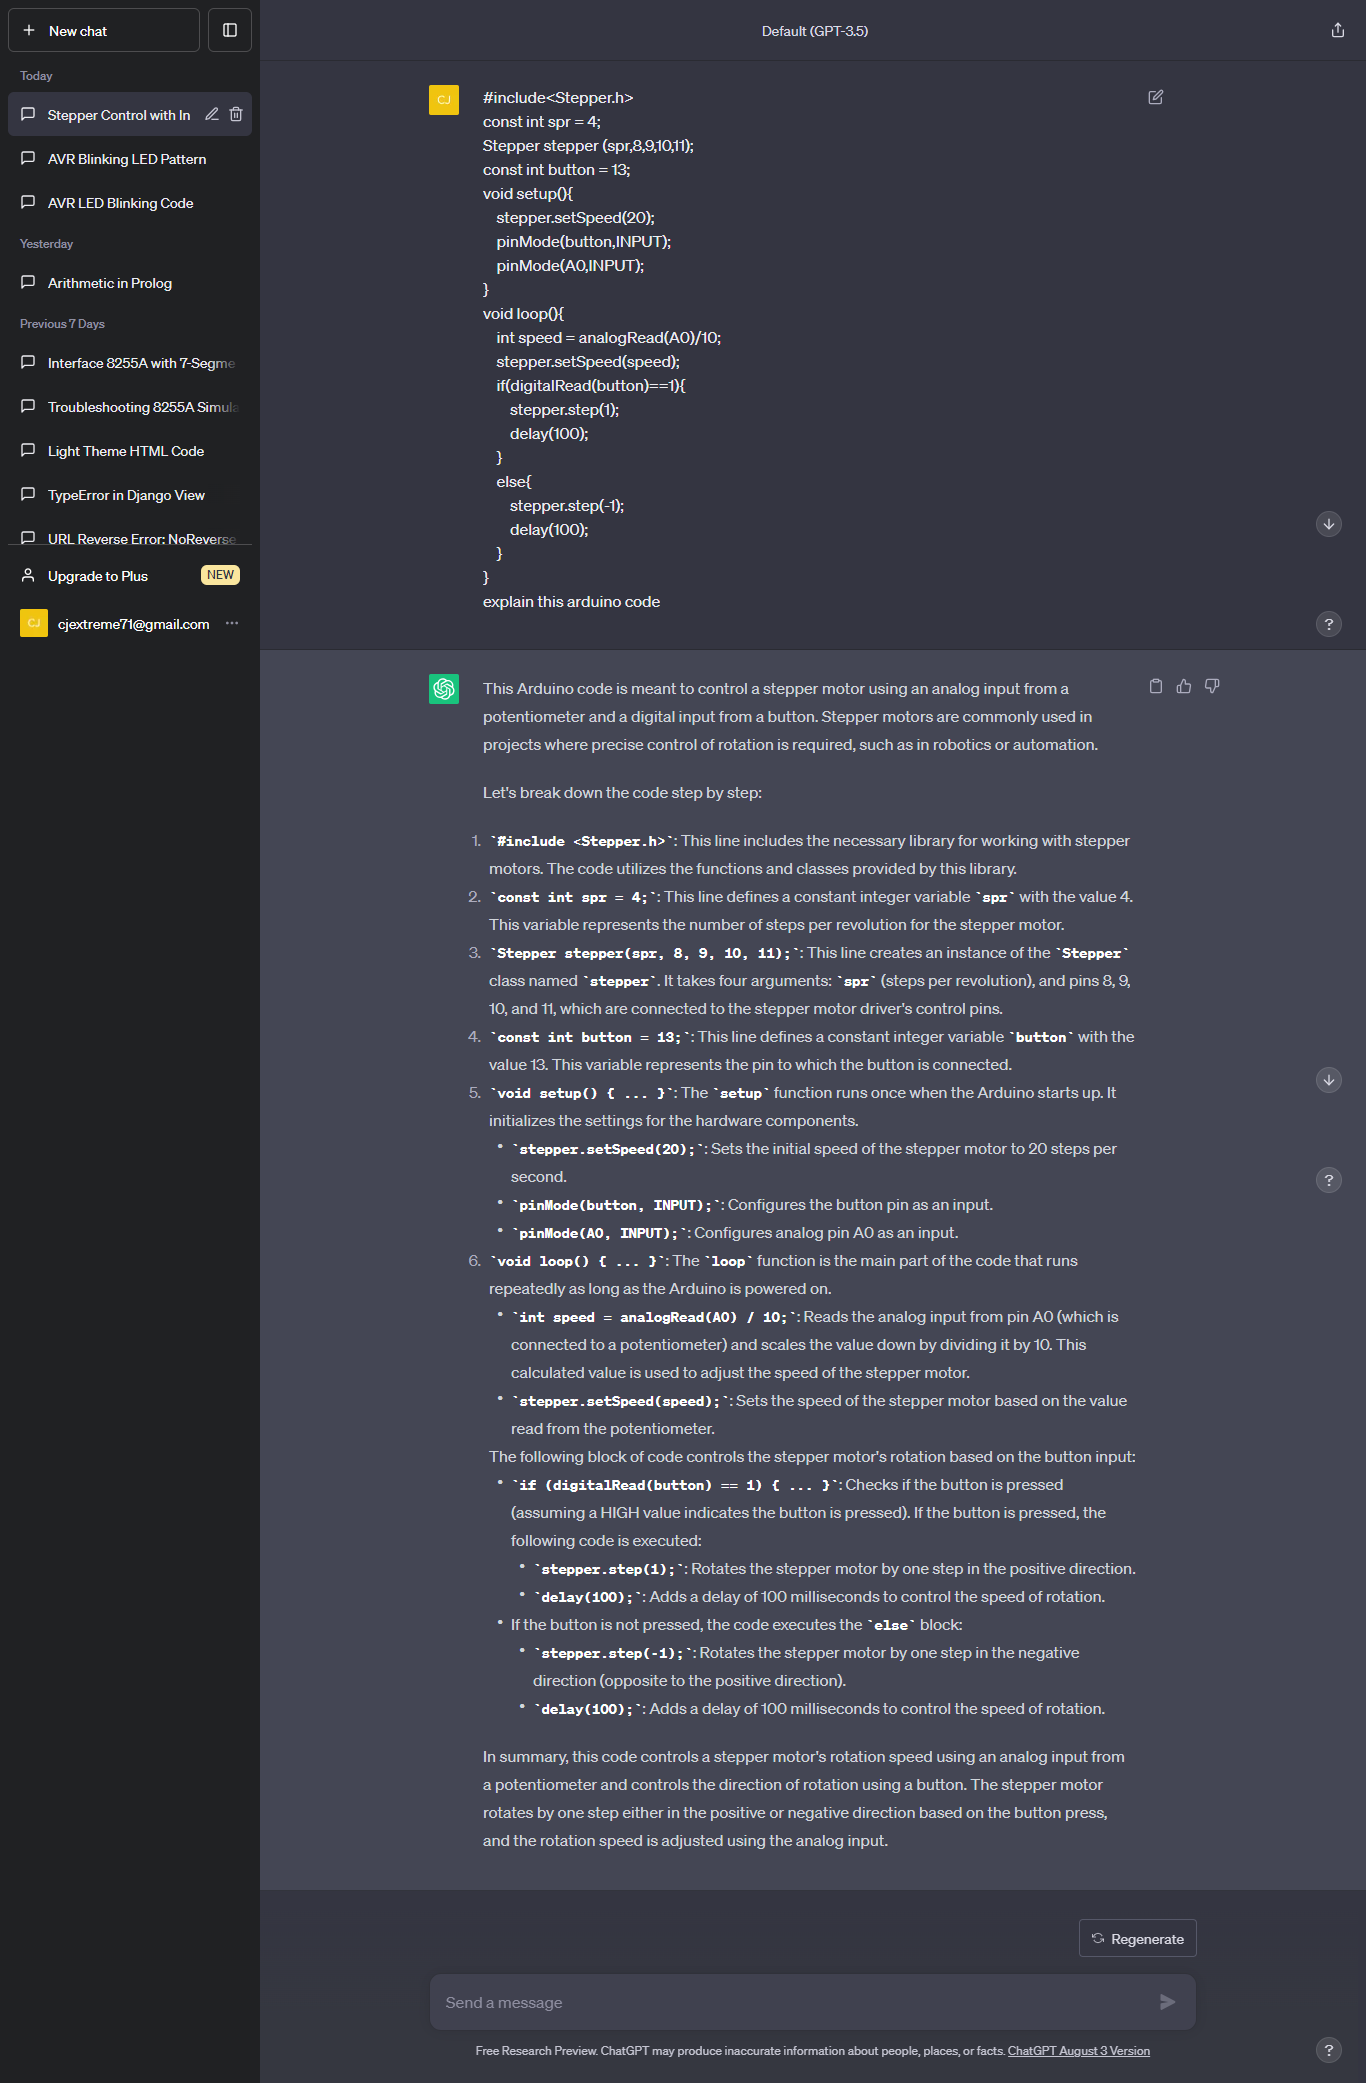 New chat
Default (GPT-3.5)
Today
Stepper Control with In
AVR Blinking LED Pattern
AVR LED Blinking Code
Yesterday
Arithmetic in Prolog
Previous 7 Days
Interface 8255A with 7-Segme
Troubleshooting 8255A Simula
Light Theme HTML Code
TypeError in Django View
URL Reverse Error: NoReverse
Upgrade to Plus NEW
CJ cjextreme71@gmail.com
CJ
#include<Stepper.h>
const int spr = 4;
Stepper stepper (spr,8,9,10,11);
const int button = 13;
void setup(){
stepper.setSpeed(20);
pinMode(button,INPUT);
pinMode(A0,INPUT);
}
void loop(){
int speed = analogRead(A0)/10;
stepper.setSpeed(speed);
if(digitalRead(button)==1){
stepper.step(1);
delay(100);
}
else{
stepper.step(-1);
delay(100);
}
}
explain this arduino code
?
This Arduino code is meant to control a stepper motor using an analog input from a
potentiometer and a digital input from a button. Stepper motors are commonly used in
projects where precise control of rotation is required, such as in robotics or automation.
Let's break down the code step by step:
1. `#include <Stepper.h>`: This line includes the necessary library for working with stepper
motors. The code utilizes the functions and classes provided by this library.
2. `const int spr = 4;`: This line defines a constant integer variable `spr` with the value 4.
This variable represents the number of steps per revolution for the stepper motor.
3. `Stepper stepper(spr, 8, 9, 10, 11);`: This line creates an instance of the `Stepper`
class named `stepper`. It takes four arguments: `spr` (steps per revolution), and pins 8, 9,
10, and 11, which are connected to the stepper motor driver's control pins.
4. `const int button = 13;`: This line defines a constant integer variable `button` with the
value 13. This variable represents the pin to which the button is connected.
5. `void setup() { ... }`: The `setup` function runs once when the Arduino starts up. It
initializes the settings for the hardware components.
• `stepper.setSpeed(20);`: Sets the initial speed of the stepper motor to 20 steps per
second.
• `pinMode(button, INPUT);`: Configures the button pin as an input.
?
• `pinMode(A0, INPUT);`: Configures analog pin A0 as an input.
6. `void loop() { ... }`: The `loop` function is the main part of the code that runs
repeatedly as long as the Arduino is powered on.
• `int speed = analogRead(A0) / 10;`: Reads the analog input from pin A0 (which is
connected to a potentiometer) and scales the value down by dividing it by 10. This
calculated value is used to adjust the speed of the stepper motor.
• `stepper.setSpeed(speed);`: Sets the speed of the stepper motor based on the value
read from the potentiometer.
The following block of code controls the stepper motor's rotation based on the button input:
• `if (digitalRead(button) == 1) { ... }`: Checks if the button is pressed
(assuming a HIGH value indicates the button is pressed). If the button is pressed, the
following code is executed:
• `stepper.step(1);`: Rotates the stepper motor by one step in the positive direction.
• `delay(100);`: Adds a delay of 100 milliseconds to control the speed of rotation.
• If the button is not pressed, the code executes the `else` block:
• `stepper.step(-1);`: Rotates the stepper motor by one step in the negative
direction (opposite to the positive direction).
• `delay(100);`: Adds a delay of 100 milliseconds to control the speed of rotation.
In summary, this code controls a stepper motor's rotation speed using an analog input from
a potentiometer and controls the direction of rotation using a button. The stepper motor
rotates by one step either in the positive or negative direction based on the button press,
and the rotation speed is adjusted using the analog input.
Regenerate
Send a message
Free Research Preview. ChatGPT may produce inaccurate information about people, places, or facts. ChatGPT August 3 Version
?